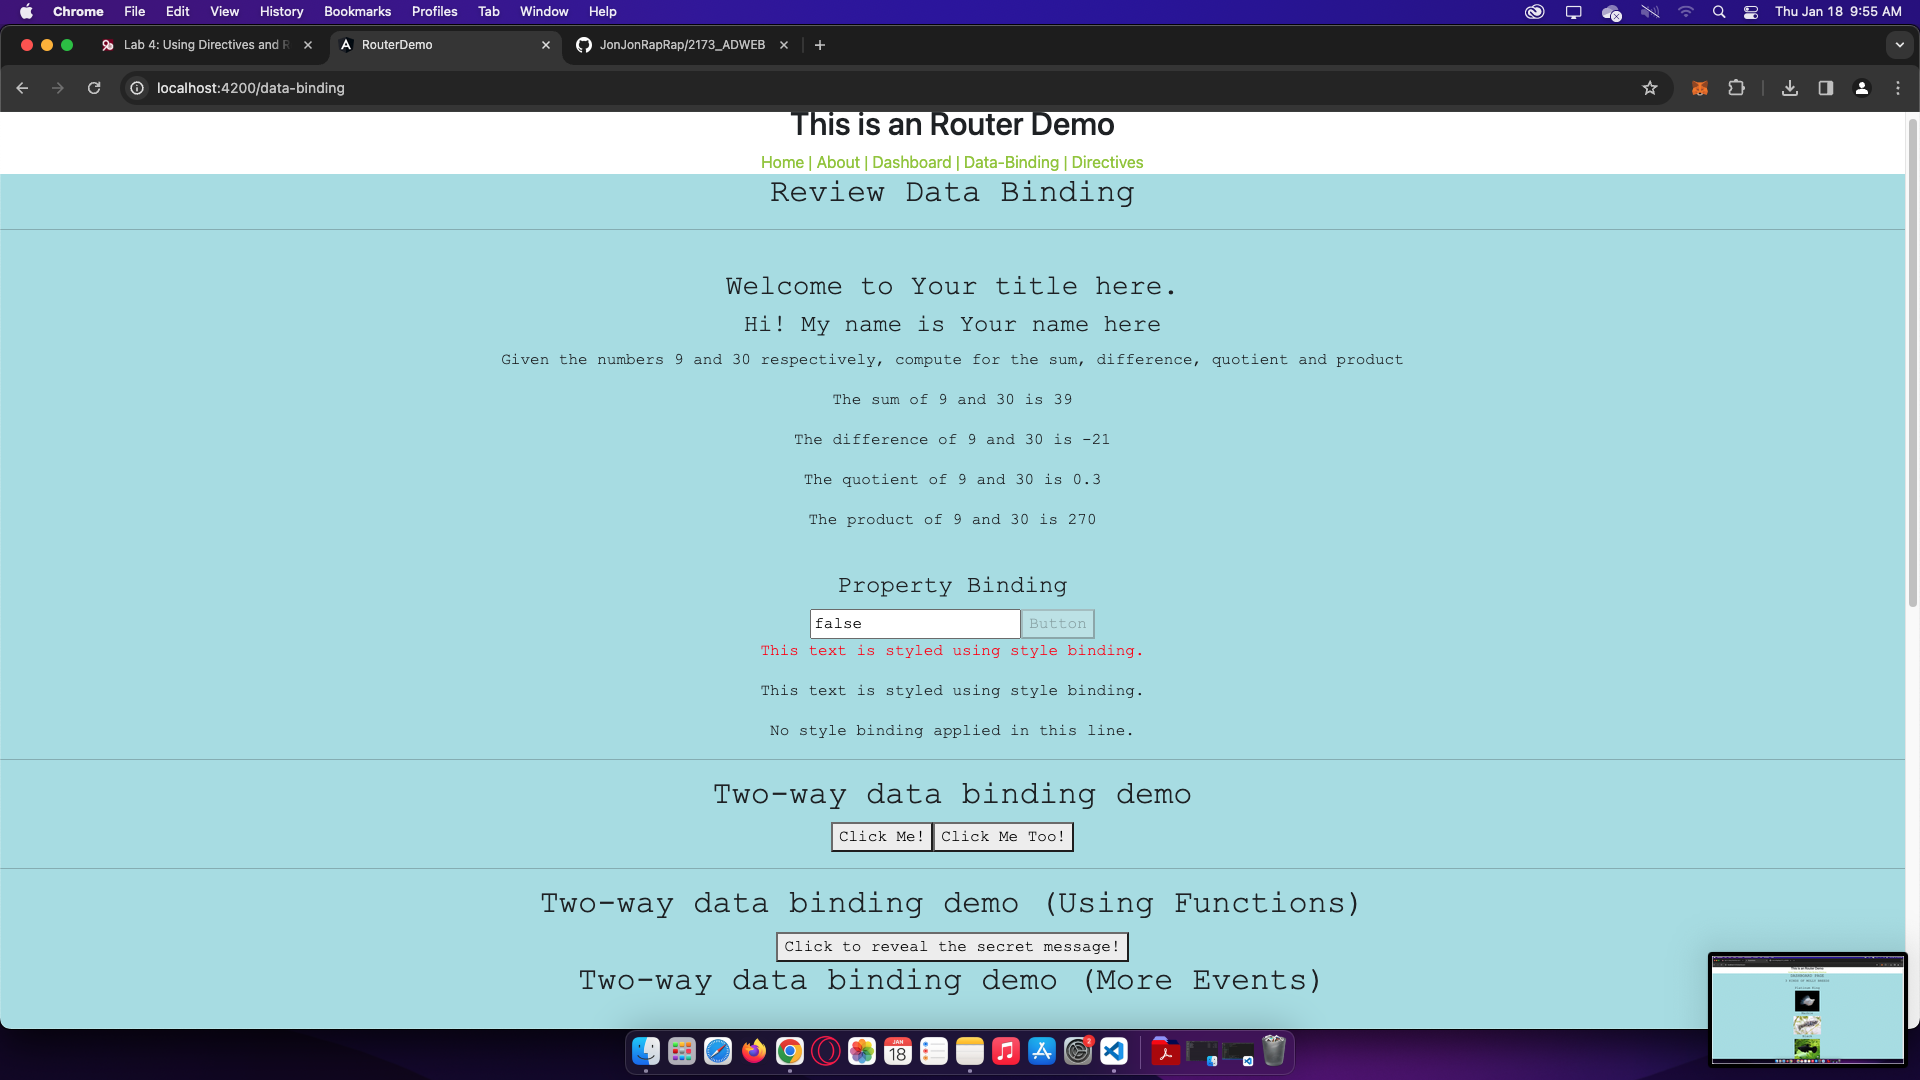 Chrome File Edit View History Bookmarks Profiles Tab Window Help Thu Jan 18 9:55 AM
Lab 4: Using Directives and R RouterDemo JonJonRapRap/2173_ADWEB
localhost:4200/data-binding
This is an Router Demo
Home | About | Dashboard | Data-Binding | Directives
Review Data Binding
Welcome to Your title here.
Hi! My name is Your name here
Given the numbers 9 and 30 respectively, compute for the sum, difference, quotient and product
The sum of 9 and 30 is 39
The difference of 9 and 30 is -21
The quotient of 9 and 30 is 0.3
The product of 9 and 30 is 270
Property Binding
false Button
This text is styled using style binding.
This text is styled using style binding.
No style binding applied in this line.
Two-way data binding demo
Click Me! Click Me Too!
Two-way data binding demo (Using Functions)
Click to reveal the secret message!
Two-way data binding demo (More Events)
This is an Router Demo
JAN
18
2